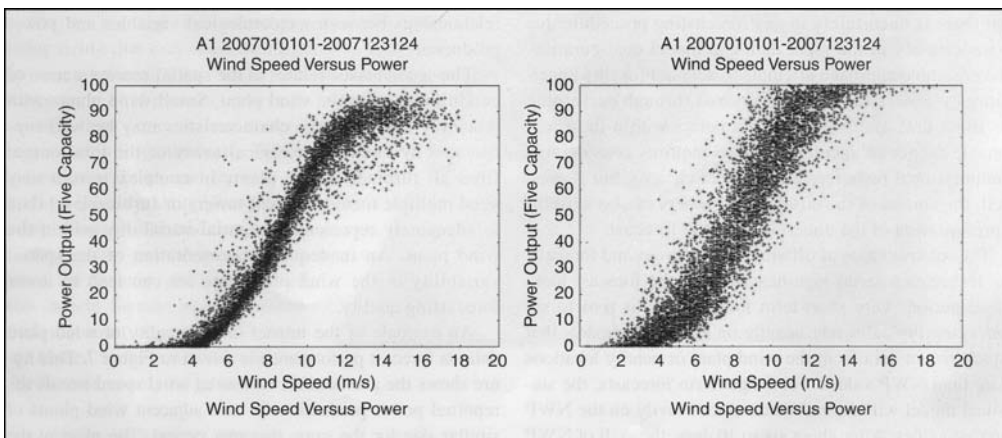 A1 2007010101-2007123124
Wind Speed Versus Power
Power Output (Five Capacity)
100
90
80
70
60
50
40
30
20
10
0
0 2 4 6 8 10 12 14 16 18 20
Wind Speed (m/s)
Wind Speed Versus Power
A1 2007010101-2007123124
Wind Speed Versus Power
Power Output (Five Capacity)
100
90
80
70
60
50
40
30
20
10
0
0 2 4 6 8 10 12 14 16 18 20
Wind Speed (m/s)
Wind Speed Versus Power